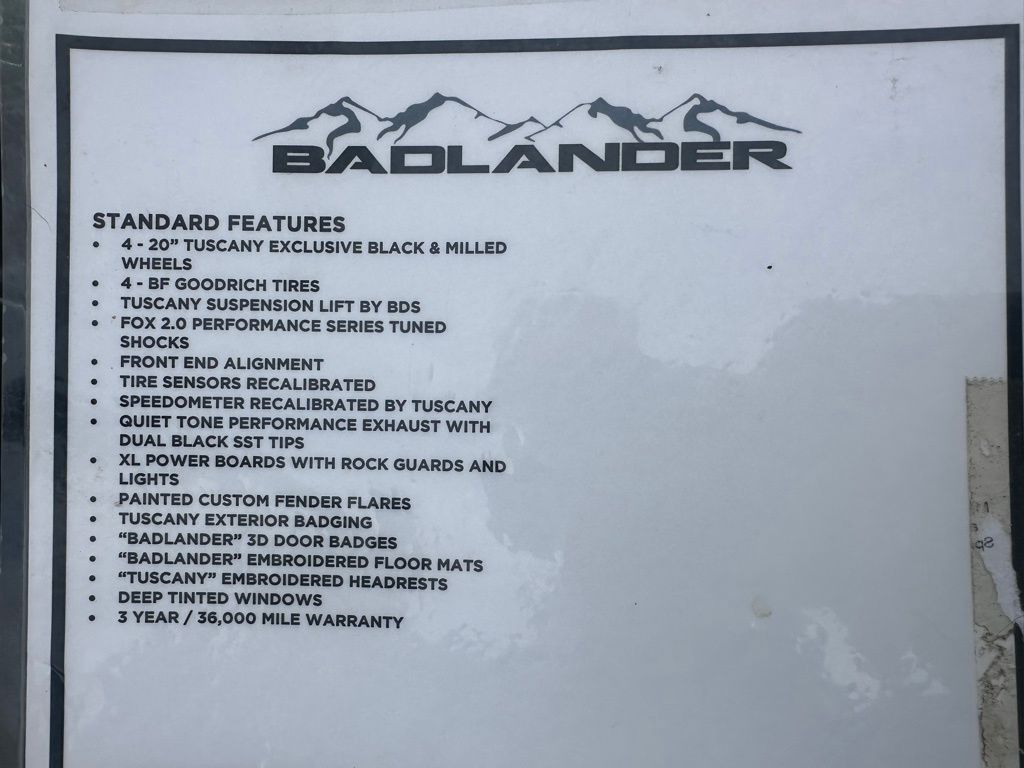 BADLANDER
STANDARD FEATURES
• 4 - 20” TUSCANY EXCLUSIVE BLACK & MILLED
WHEELS
• 4 - BF GOODRICH TIRES
• TUSCANY SUSPENSION LIFT BY BDS
• FOX 2.0 PERFORMANCE SERIES TUNED
SHOCKS
• FRONT END ALIGNMENT
• TIRE SENSORS RECALIBRATED
• SPEEDOMETER RECALIBRATED BY TUSCANY
• QUIET TONE PERFORMANCE EXHAUST WITH
DUAL BLACK SST TIPS
• XL POWER BOARDS WITH ROCK GUARDS AND
LIGHTS
• PAINTED CUSTOM FENDER FLARES
• TUSCANY EXTERIOR BADGING
• “BADLANDER” 3D DOOR BADGES
• “BADLANDER” EMBROIDERED FLOOR MATS
• “TUSCANY” EMBROIDERED HEADRESTS
• DEEP TINTED WINDOWS
• 3 YEAR / 36,000 MILE WARRANTY